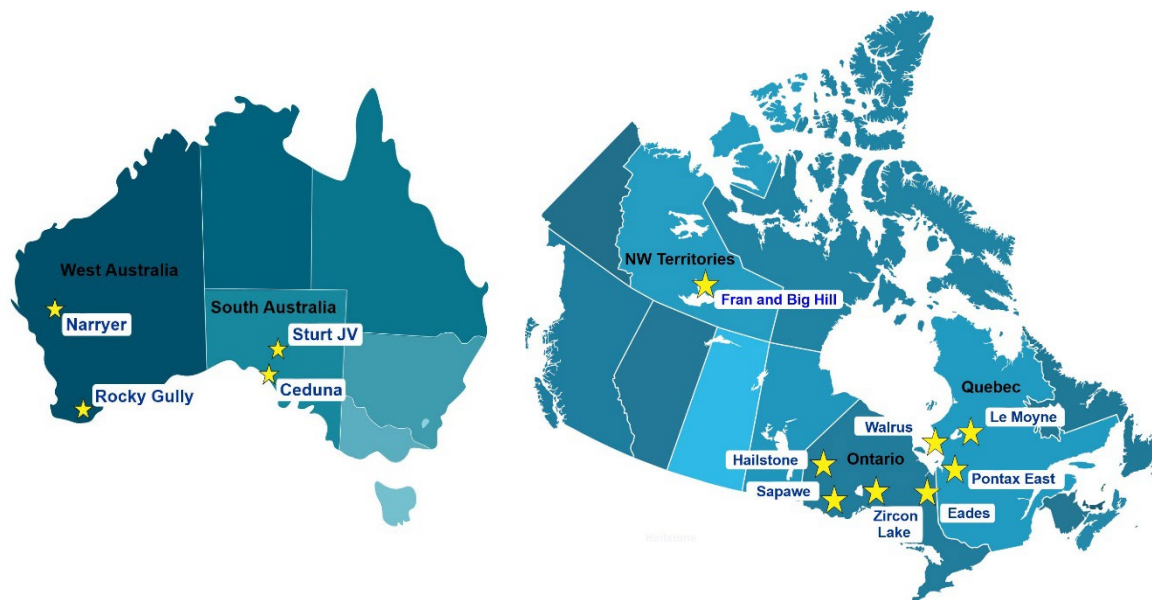 West Australia
Narryer
Rocky Gully
South Australia
Sturt JV
Ceduna
NW Territories
Fran and Big Hill
Quebec
Le Moyne
Walrus
Hailstone
Ontario
Pontax East
Sapawe
Zircon
Lake
Eades
Hailstone